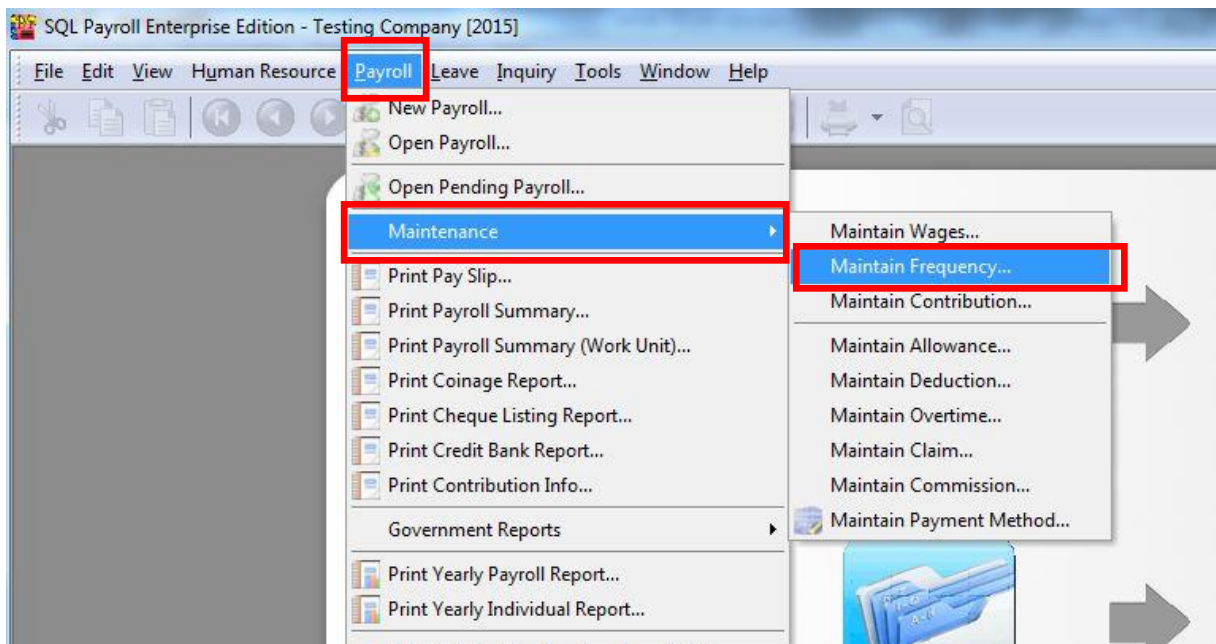 SQL Payroll Enterprise Edition - Testing Company [2015]
File Edit View Human Resource Payroll Leave Inquiry Tools Window Help
New Payroll...
Open Payroll...
Open Pending Payroll...
Maintenance
Print Pay Slip...
Print Payroll Summary...
Print Payroll Summary (Work Unit)...
Print Coinage Report...
Print Cheque Listing Report...
Print Credit Bank Report...
Print Contribution Info...
Government Reports
Print Yearly Payroll Report...
Print Yearly Individual Report...
Maintain Wages...
Maintain Frequency...
Maintain Contribution...
Maintain Allowance...
Maintain Deduction...
Maintain Overtime...
Maintain Claim...
Maintain Commission...
Maintain Payment Method...